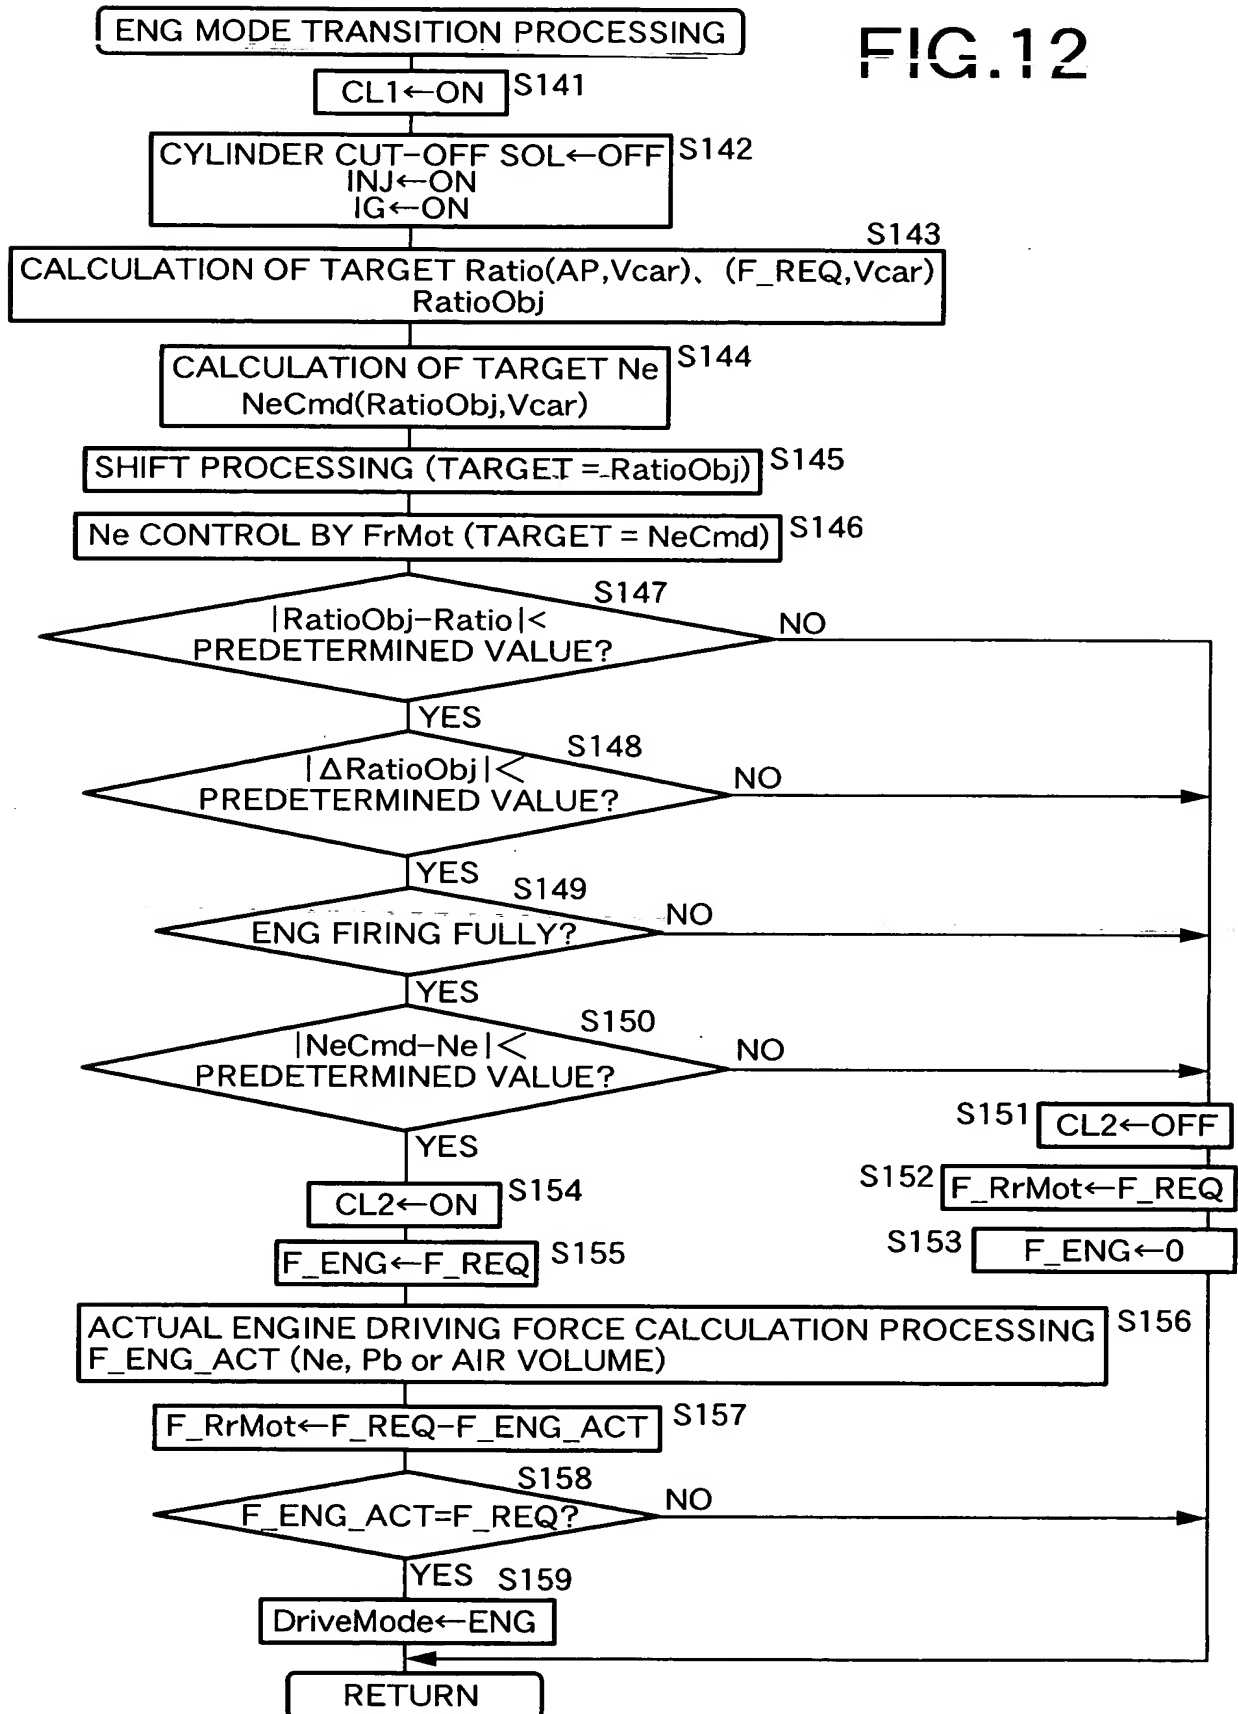 ENG MODE TRANSITION PROCESSING
FIG.12
CL1←ON
S141
CYLINDER CUT-OFF SOL←OFF
INJ←ON
IG←ON
S142
S143
CALCULATION OF TARGET Ratio(AP,Vcar)、(F_REQ,Vcar)
RatioObj
CALCULATION OF TARGET Ne
NeCmd(RatioObj,Vcar)
S144
SHIFT PROCESSING (TARGET = RatioObj)
S145
Ne CONTROL BY FrMot (TARGET = NeCmd)
S146
S147
|RatioObj-Ratio|<
PREDETERMINED VALUE?
NO
YES
S148
|ΔRatioObj|<
PREDETERMINED VALUE?
NO
YES
S149
ENG FIRING FULLY?
NO
YES
S150
|NeCmd-Ne|<
PREDETERMINED VALUE?
NO
YES
S151
CL2←OFF
S152
F_RrMot←F_REQ
S153
F_ENG←0
CL2←ON
S154
F_ENG←F_REQ
S155
ACTUAL ENGINE DRIVING FORCE CALCULATION PROCESSING
F_ENG_ACT (Ne, Pb or AIR VOLUME)
S156
F_RrMot←F_REQ-F_ENG_ACT
S157
S158
F_ENG_ACT=F_REQ?
NO
YES
S159
DriveMode←ENG
RETURN